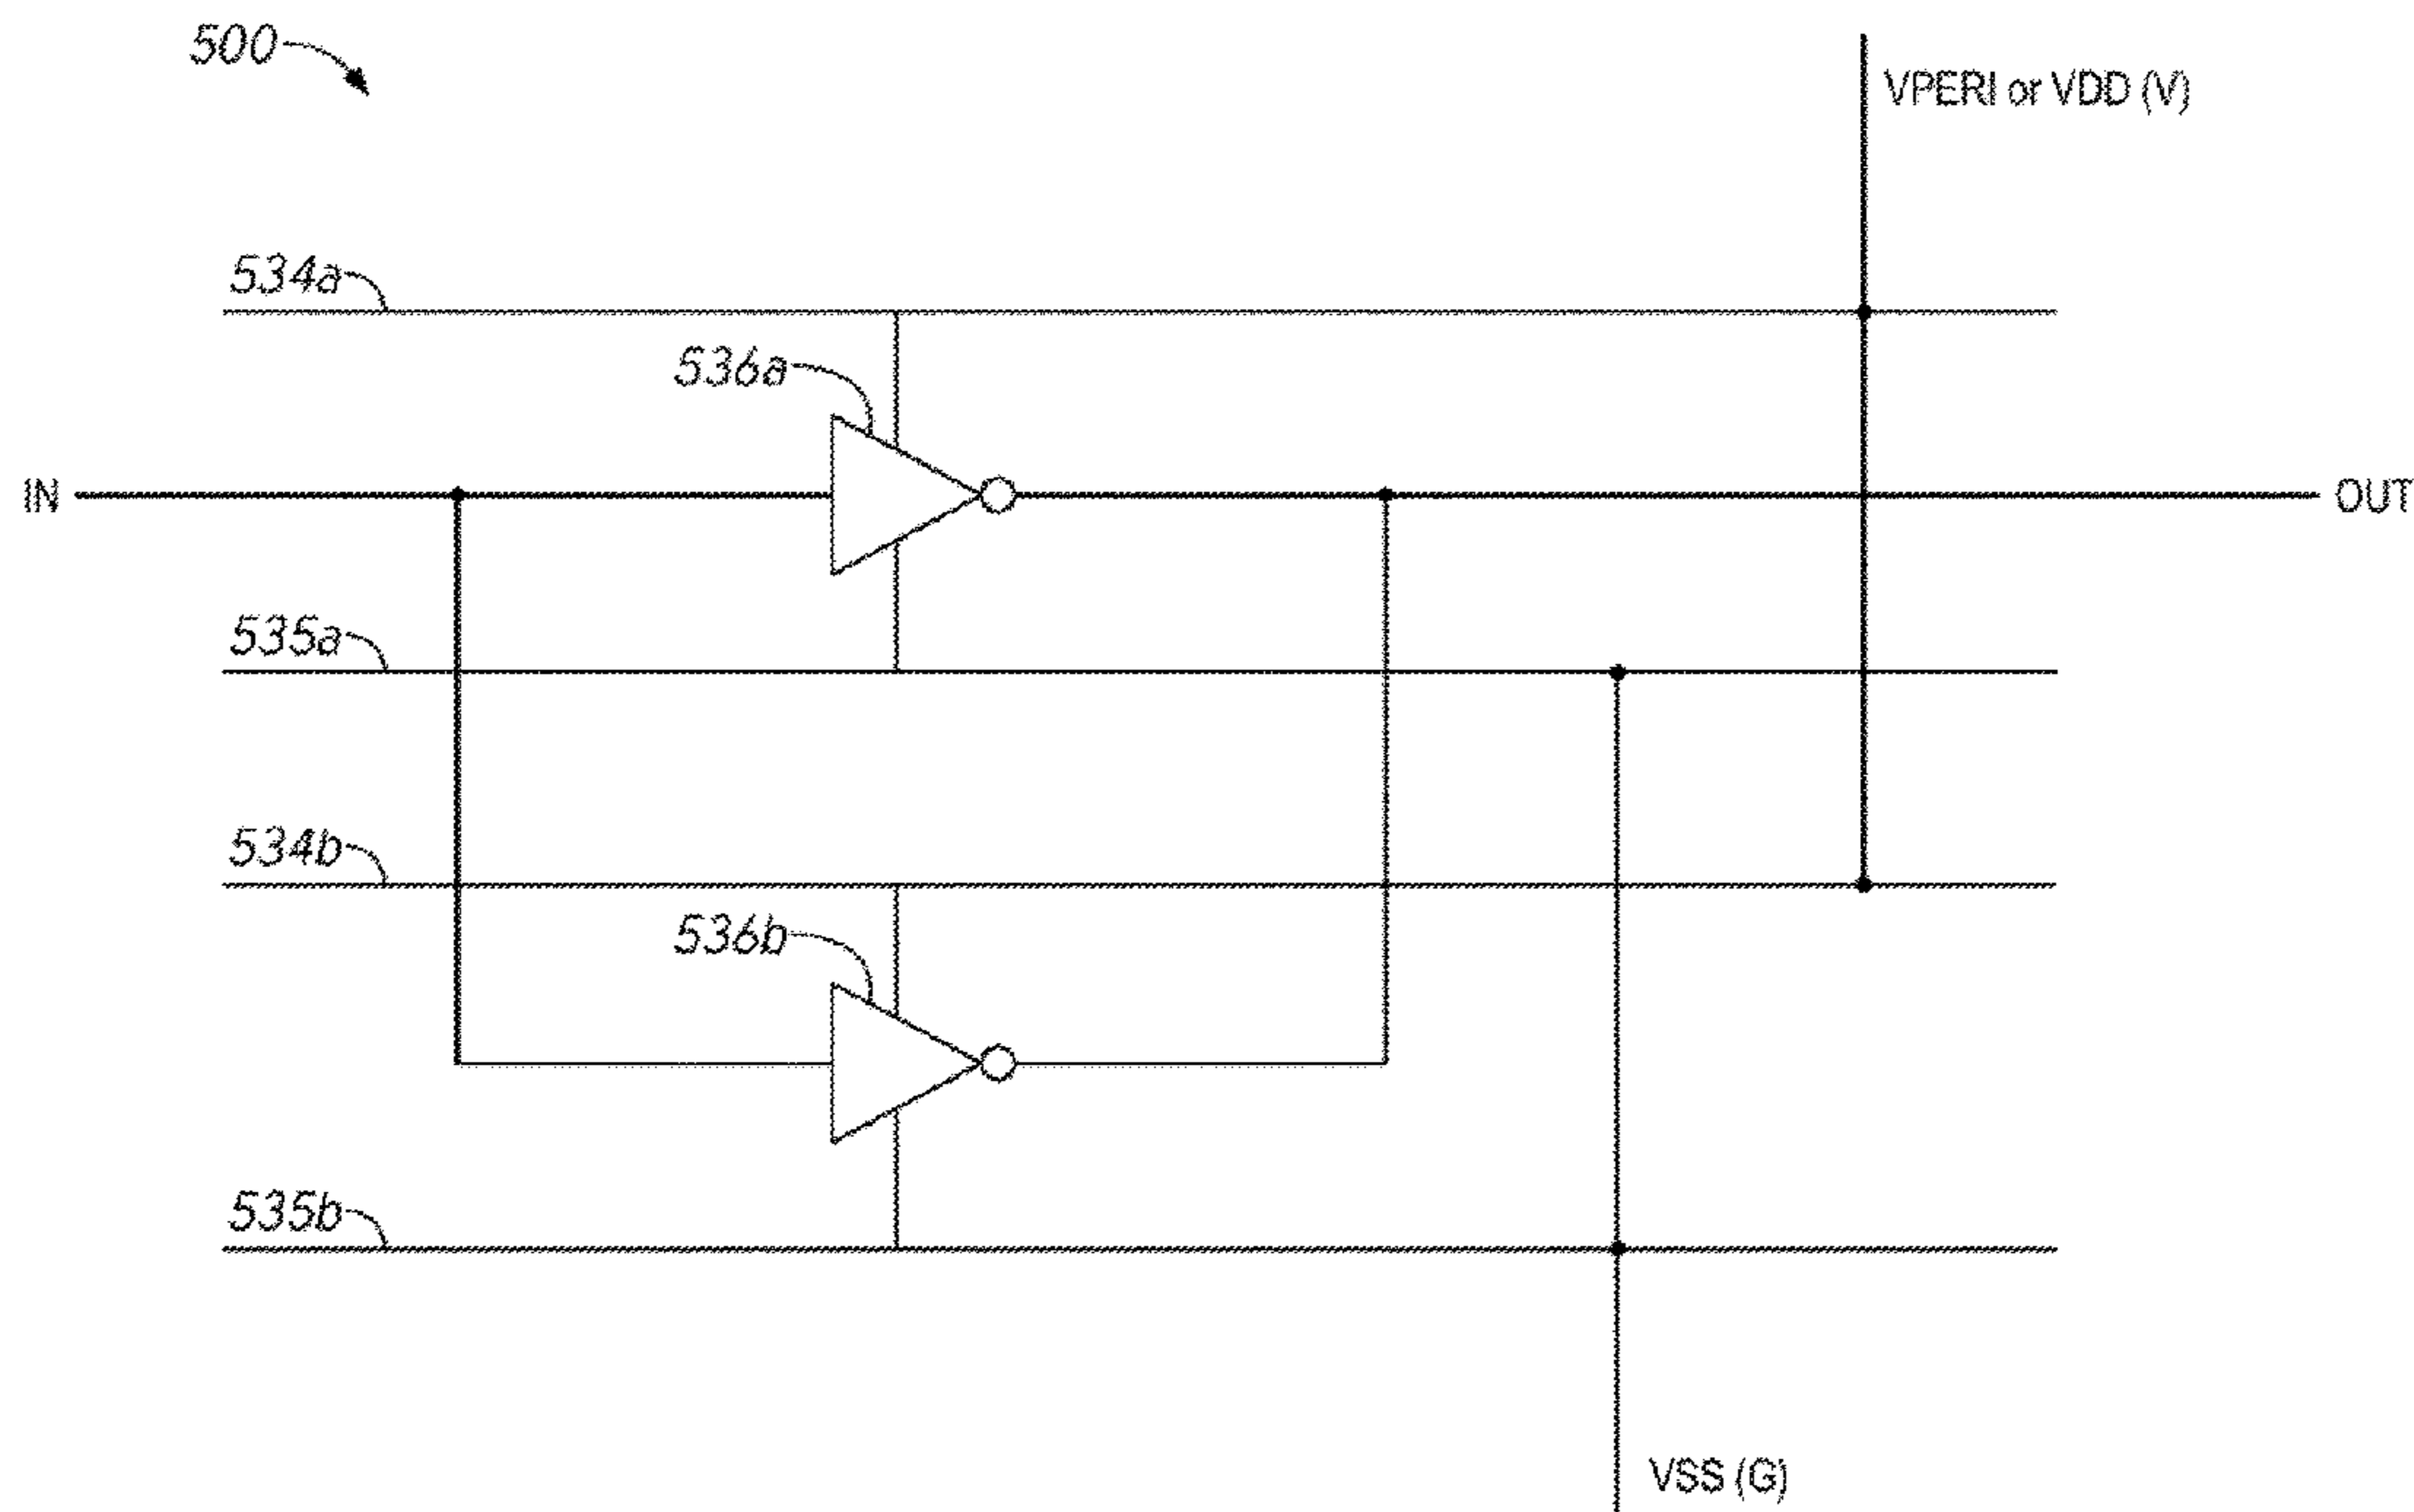 500
VPERI or VDD (V)
534a
536a
IN
OUT
535a
534b
536b
535b
VSS (G)